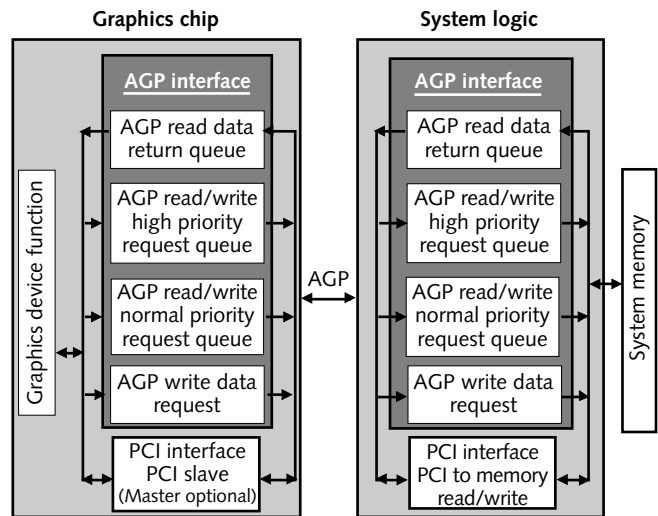 Graphics chip
AGP interface
AGP read data
return queue
AGP read/write
high priority
request queue
AGP read/write
normal priority
request queue
AGP write data
request
PCI interface
PCI slave
(Master optional)
Graphics device function
AGP
System logic
AGP interface
AGP read data
return queue
AGP read/write
high priority
request queue
AGP read/write
normal priority
request queue
AGP write data
request
PCI interface
PCI to memory
read/write
System memory